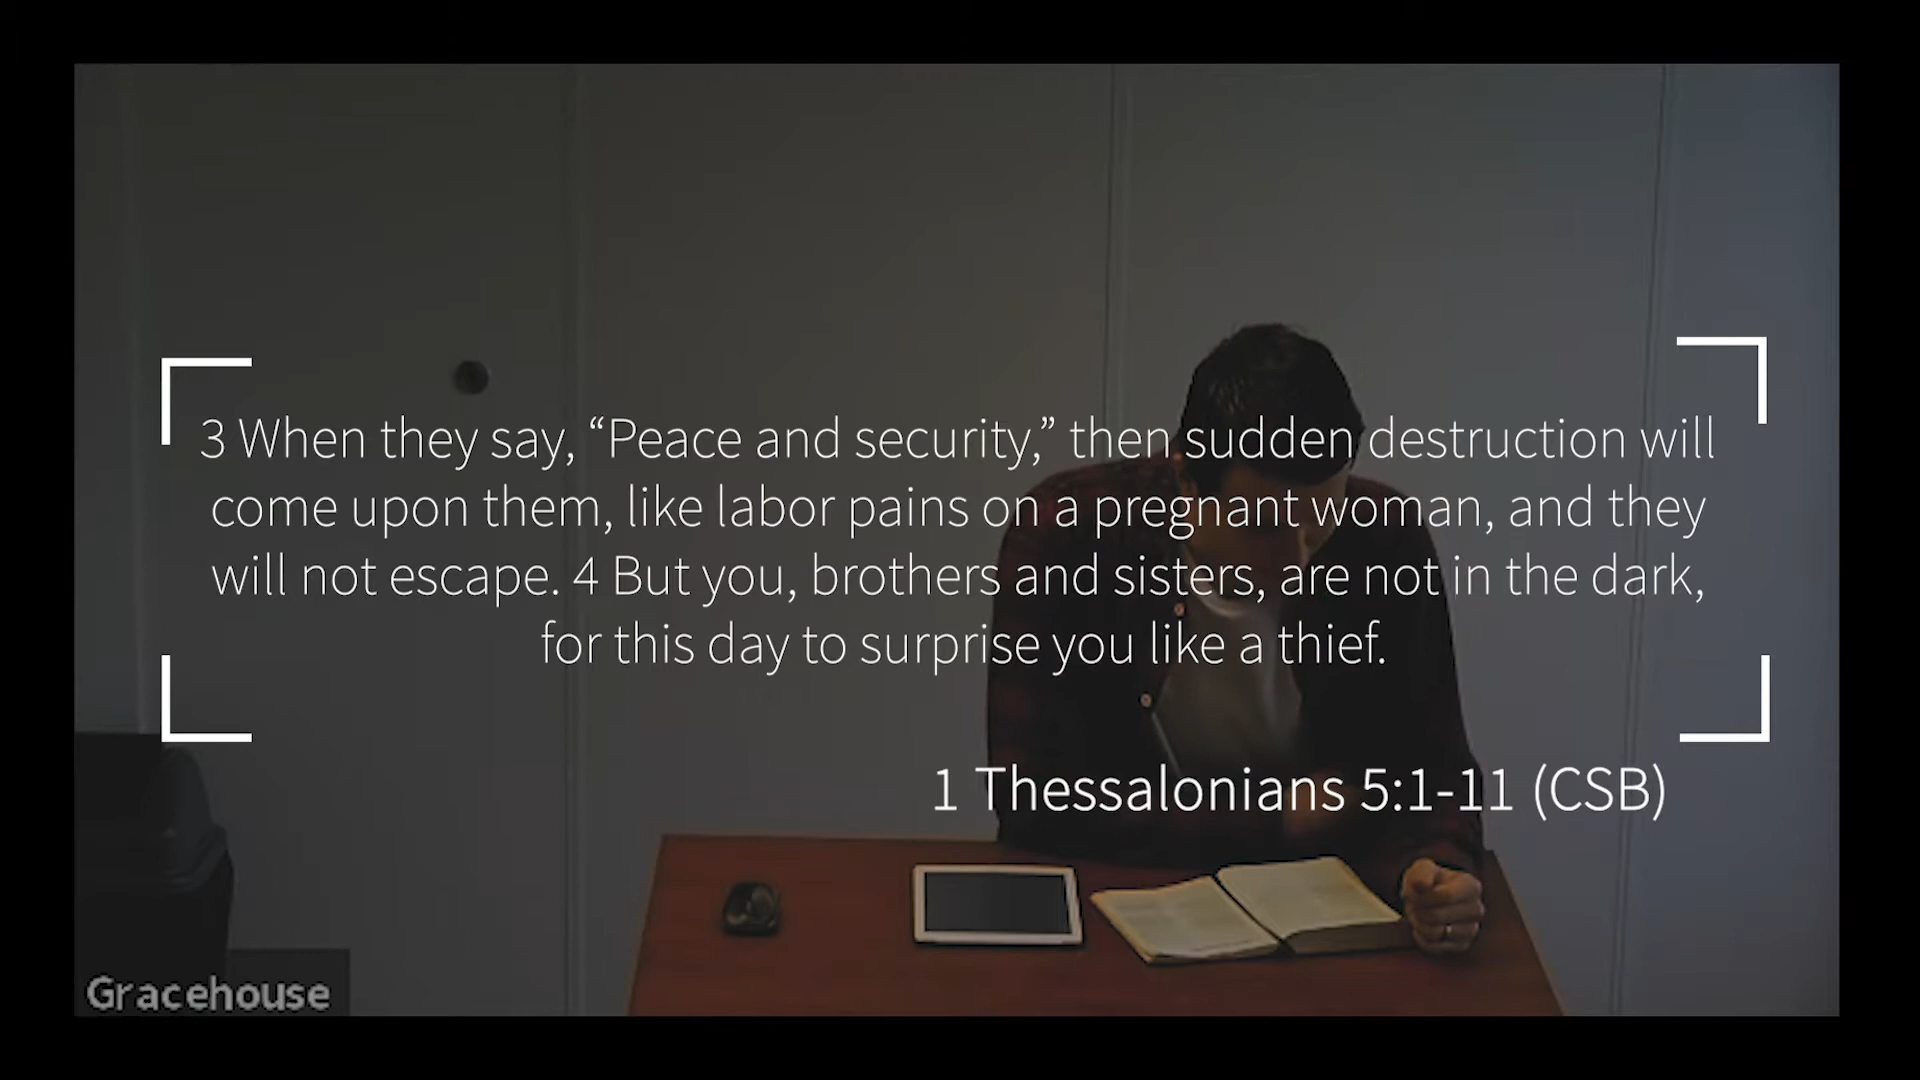 3 When they say, “Peace and security,” then sudden destruction will
come upon them, like labor pains on a pregnant woman, and they
will not escape. 4 But you, brothers and sisters, are not in the dark,
for this day to surprise you like a thief.
1 Thessalonians 5:1-11 (CSB)
Gracehouse